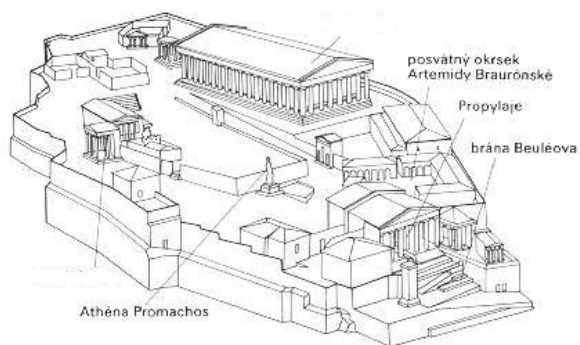 posvátný okrsek
Artemidy Braurónské
Propylaje
brána Beuléova
Athéna Promachos